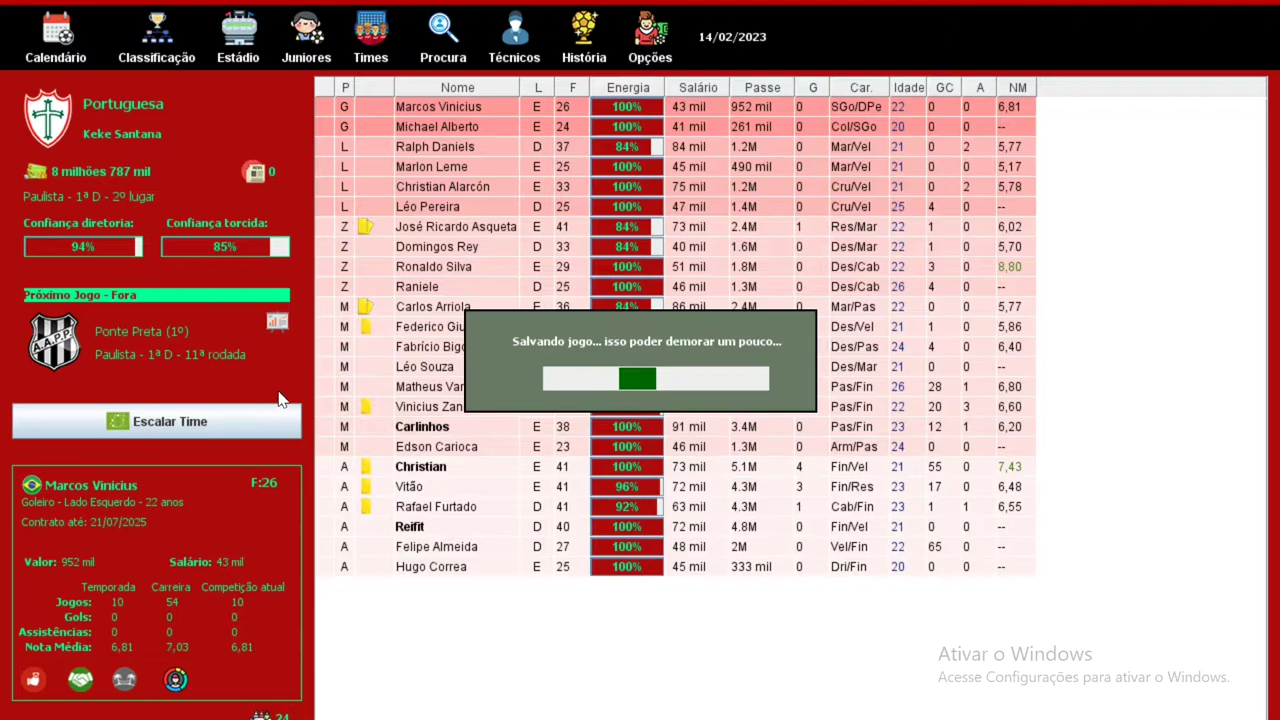 Calendário Classificação Estádio Juniores Times Procura Técnicos História Opções 14/02/2023
Portuguesa
Keke Santana
8 milhões 787 mil 0
Paulista - 1ª D - 2º lugar
Confiança diretoria: Confiança torcida:
94% 85%
Próximo Jogo - Fora
Ponte Preta (1º)
Paulista - 1ª D - 11ª rodada
Escalar Time
Marcos Vinicius F:26
Goleiro - Lado Esquerdo - 22 anos
Contrato até: 21/07/2025
Valor: 952 mil Salário: 43 mil
Temporada Carreira Competição atual
Jogos: 10 54 10
Gols: 0 0 0
Assistências: 0 0 0
Nota Média: 6,81 7,03 6,81
24
P Nome L F Energia Salário Passe G Car. Idade GC A NM
G Marcos Vinicius E 26 100% 43 mil 952 mil 0 SGo/DPe 22 0 0 6,81
G Michael Alberto E 24 100% 41 mil 261 mil 0 Col/SGo 20 0 0 --
L Ralph Daniels D 37 84% 84 mil 1.2M 0 Mar/Vel 21 0 2 5,77
L Marlon Leme E 25 100% 45 mil 490 mil 0 Mar/Vel 21 0 0 5,17
L Christian Alarcón E 33 100% 75 mil 1.2M 0 Cru/Vel 21 0 2 5,78
L Léo Pereira D 25 100% 47 mil 1.4M 0 Cru/Vel 25 4 0 --
Z José Ricardo Asqueta E 41 84% 73 mil 2.4M 1 Res/Mar 22 1 0 6,02
Z Domingos Rey D 33 84% 40 mil 1.6M 0 Mar/Vel 22 0 0 5,70
Z Ronaldo Silva E 29 100% 51 mil 1.8M 0 Des/Cab 22 3 0 8,80
Z Raniele D 25 100% 46 mil 1.3M 0 Des/Cab 26 4 0 --
M Carlos Arriola E 36 84% 86 mil 2.4M 0 Mar/Pas 22 0 0 5,77
M Federico Giu Des/Vel 21 1 0 5,86
M Fabrício Bigo Des/Pas 24 4 0 6,40
M Léo Souza Des/Mar 21 0 0 --
M Matheus Var Pas/Fin 26 28 1 6,80
M Vinicius Zan Pas/Fin 22 20 3 6,60
M Carlinhos E 38 100% 91 mil 3.4M 0 Pas/Fin 23 12 1 6,20
M Edson Carioca E 23 100% 46 mil 1.3M 0 Arm/Pas 24 0 0 --
A Christian E 41 100% 73 mil 5.1M 4 Fin/Vel 21 55 0 7,43
A Vitão E 41 96% 72 mil 4.3M 3 Fin/Res 23 17 0 6,48
A Rafael Furtado D 41 92% 63 mil 4.3M 1 Cab/Fin 23 1 1 6,55
A Reifit D 40 100% 72 mil 4.8M 0 Fin/Vel 21 0 0 --
A Felipe Almeida D 27 100% 48 mil 2M 0 Vel/Fin 22 65 0 --
A Hugo Correa E 25 100% 45 mil 333 mil 0 Dri/Fin 20 0 0 --
Salvando jogo... isso poder demorar um pouco...
Ativar o Windows
Acesse Configurações para ativar o Windows.